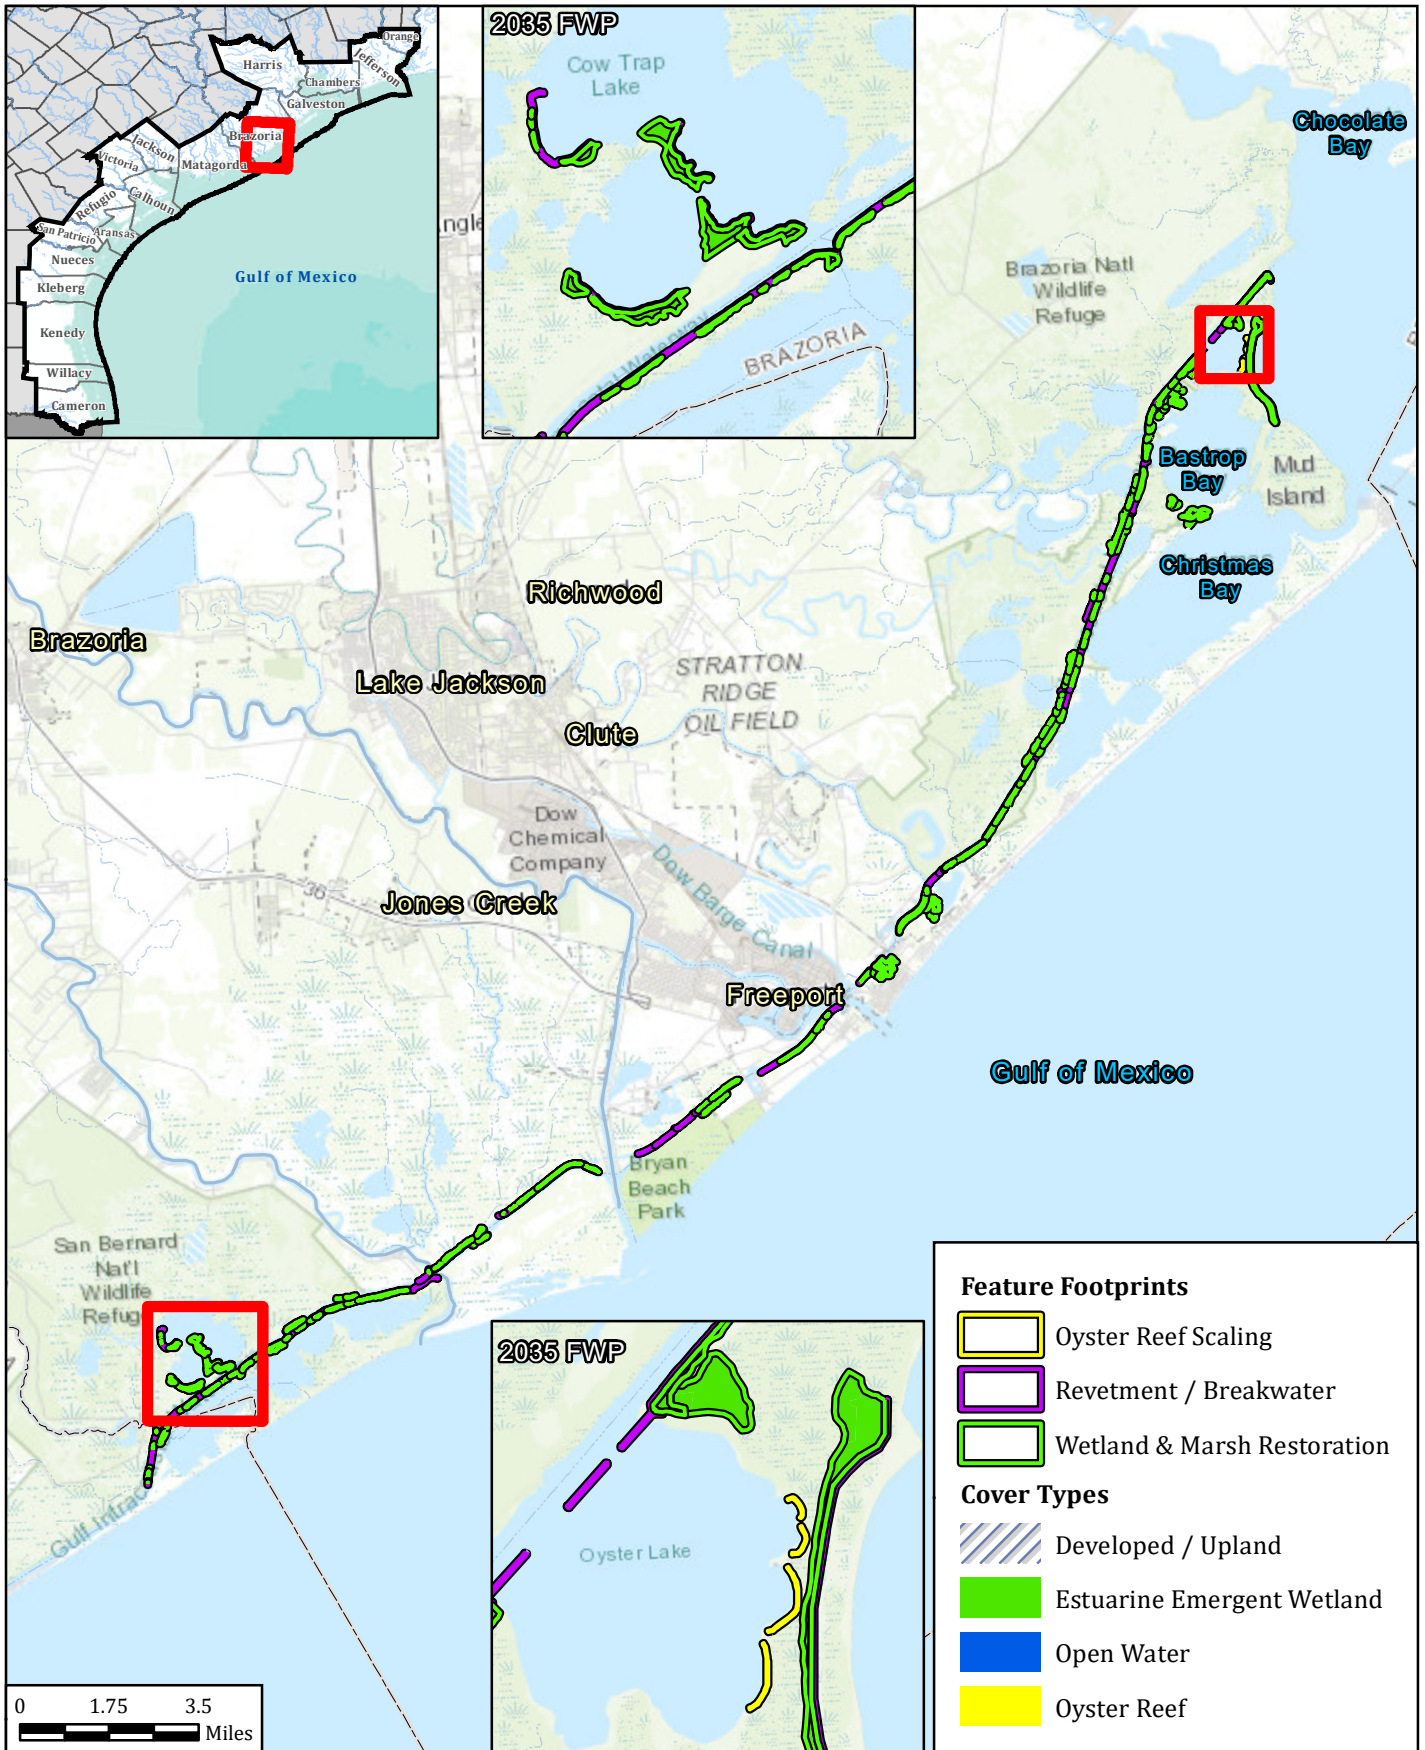 Orange
Harris
Jefferson
Chambers
Galveston
Brazoria
Jackson
Victoria
Matagorda
Calhoun
Refugio
San Patricio
Aransas
Nueces
Kleberg
Kenedy
Willacy
Cameron
Gulf of Mexico
2035 FWP
Cow Trap
Lake
BRAZORIA
Chocolate
Bay
Brazoria Natl
Wildlife
Refuge
Bastrop
Bay
Mud
Island
Christmas
Bay
Richwood
Brazoria
Lake Jackson
STRATTON
RIDGE
OIL FIELD
Clute
Dow
Chemical
Company
Dow Barge Canal
36
Jones Creek
Freeport
Gulf of Mexico
Bryan
Beach
Park
San Bernard
Nat'l
Wildlife
Refuge
Gulf Intrac
2035 FWP
Oyster Lake
Feature Footprints
Oyster Reef Scaling
Revetment / Breakwater
Wetland & Marsh Restoration
Cover Types
Developed / Upland
Estuarine Emergent Wetland
Open Water
Oyster Reef
0 1.75 3.5
Miles